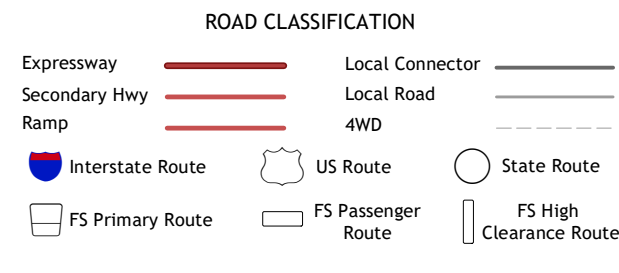 ROAD CLASSIFICATION
Expressway
Local Connector
Secondary Hwy
Local Road
Ramp
4WD
Interstate Route
US Route
State Route
FS Primary Route
FS Passenger
Route
FS High
Clearance Route